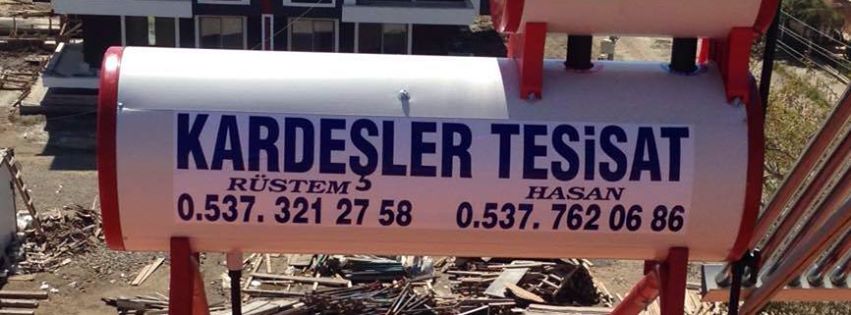 KARDEŞLER TESiSAT
RÜSTEM HASAN
0.537. 321 27 58 0.537. 762 06 86